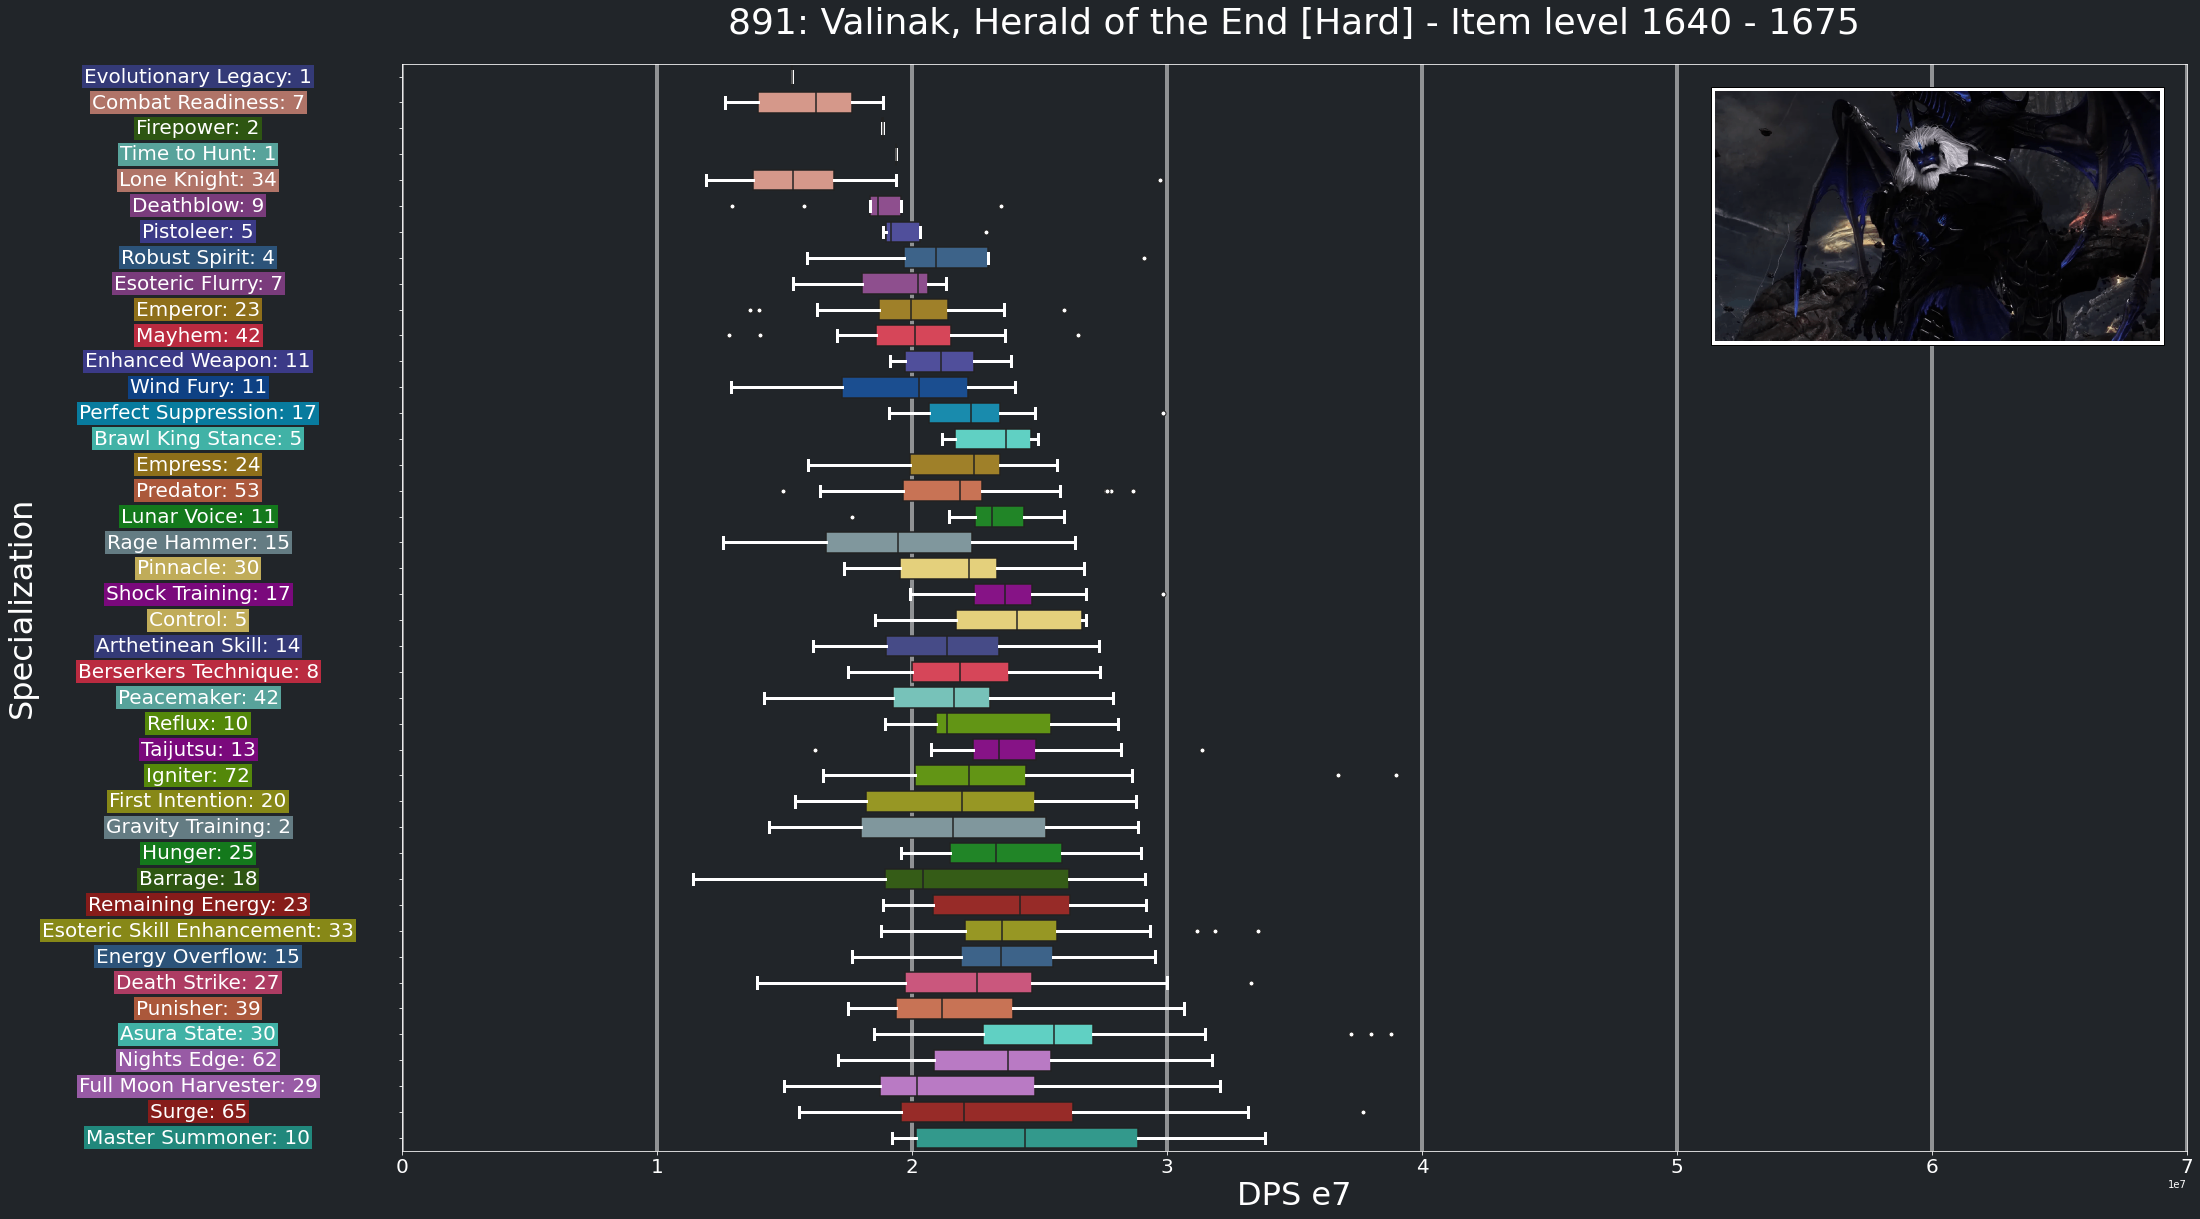 891: Valinak, Herald of the End [Hard] - Item level 1640 - 1675
Evolutionary Legacy: 1
Combat Readiness: 7
Firepower: 2
Time to Hunt: 1
Lone Knight: 34
Deathblow: 9
Pistoleer: 5
Robust Spirit: 4
Esoteric Flurry: 7
Emperor: 23
Mayhem: 42
Enhanced Weapon: 11
Wind Fury: 11
Perfect Suppression: 17
Brawl King Stance: 5
Empress: 24
Predator: 53
Lunar Voice: 11
Rage Hammer: 15
Pinnacle: 30
Shock Training: 17
Control: 5
Arthetinean Skill: 14
Berserkers Technique: 8
Peacemaker: 42
Reflux: 10
Taijutsu: 13
Igniter: 72
First Intention: 20
Gravity Training: 2
Hunger: 25
Barrage: 18
Remaining Energy: 23
Esoteric Skill Enhancement: 33
Energy Overflow: 15
Death Strike: 27
Punisher: 39
Asura State: 30
Nights Edge: 62
Full Moon Harvester: 29
Surge: 65
Master Summoner: 10
Specialization
0 1 2 3 4 5 6 7
DPS e7
1e7